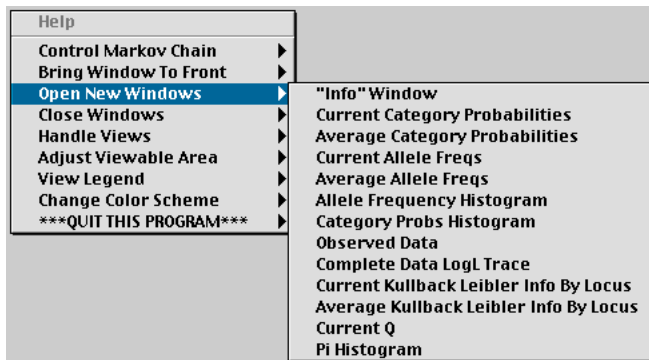 Help
Control Markov Chain
Bring Window To Front
Open New Windows
Close Windows
Handle Views
Adjust Viewable Area
View Legend
Change Color Scheme
***QUIT THIS PROGRAM***
"Info" Window
Current Category Probabilities
Average Category Probabilities
Current Allele Freqs
Average Allele Freqs
Allele Frequency Histogram
Category Probs Histogram
Observed Data
Complete Data LogL Trace
Current Kullback Leibler Info By Locus
Average Kullback Leibler Info By Locus
Current Q
Pi Histogram